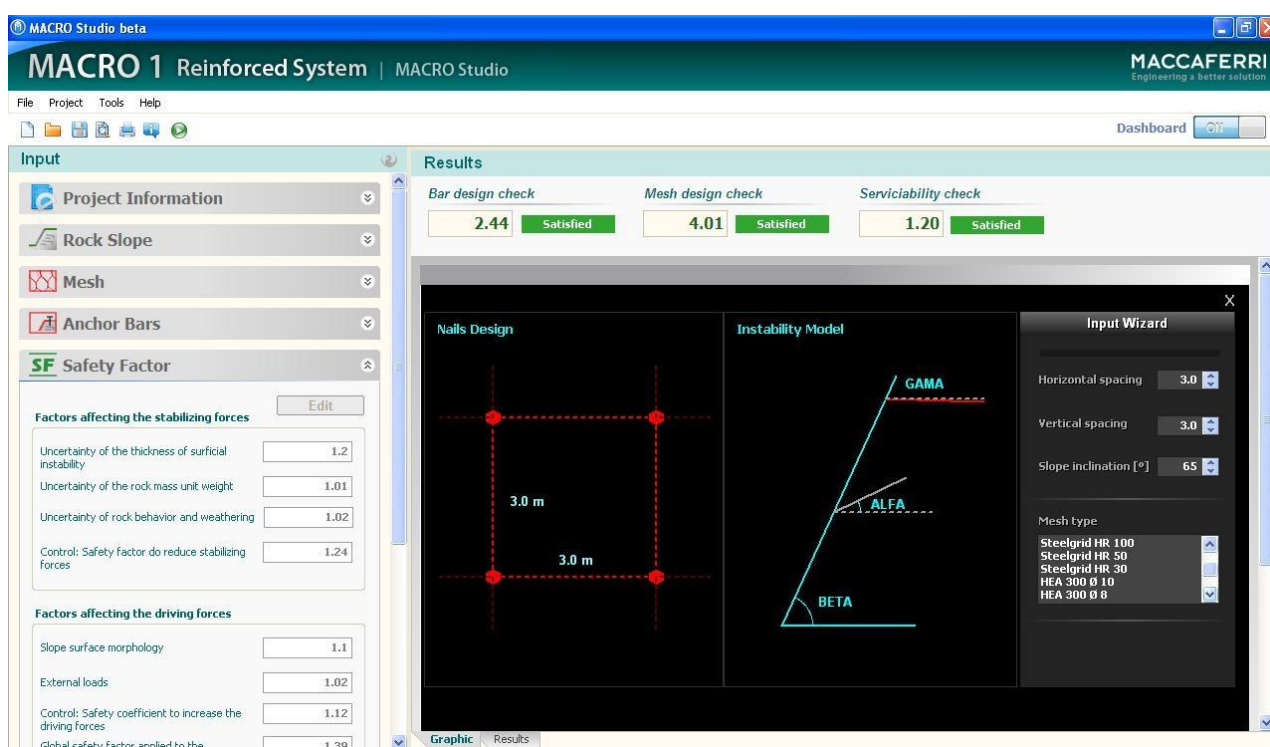 MACRO Studio beta
MACRO 1 Reinforced System | MACRO Studio
MACCAFERRI
Engineering a better solution
File Project Tools Help
Dashboard ON
Input
Project Information
Rock Slope
Mesh
Anchor Bars
SF Safety Factor
Edit
Factors affecting the stabilizing forces
Uncertainty of the thickness of surficial
instability
1.2
Uncertainty of the rock mass unit weight 1.01
Uncertainty of rock behavior and weathering 1.02
Control: Safety factor do reduce stabilizing
forces
1.24
Factors affecting the driving forces
Slope surface morphology 1.1
External loads 1.02
Control: Safety coefficient to increase the
driving forces
1.12
Global safety factor applied to the 1.39
Results
Bar design check Mesh design check Serviciability check
2.44 Satisfied 4.01 Satisfied 1.20 Satisfied
X
Nails Design
3.0 m
3.0 m
Instability Model
GAMA
ALFA
BETA
Input Wizard
Horizontal spacing 3.0
Vertical spacing 3.0
Slope inclination [º] 65
Mesh type
Steelgrid HR 100
Steelgrid HR 50
Steelgrid HR 30
HEA 300 Ø 10
HEA 300 Ø 8
Graphic Results